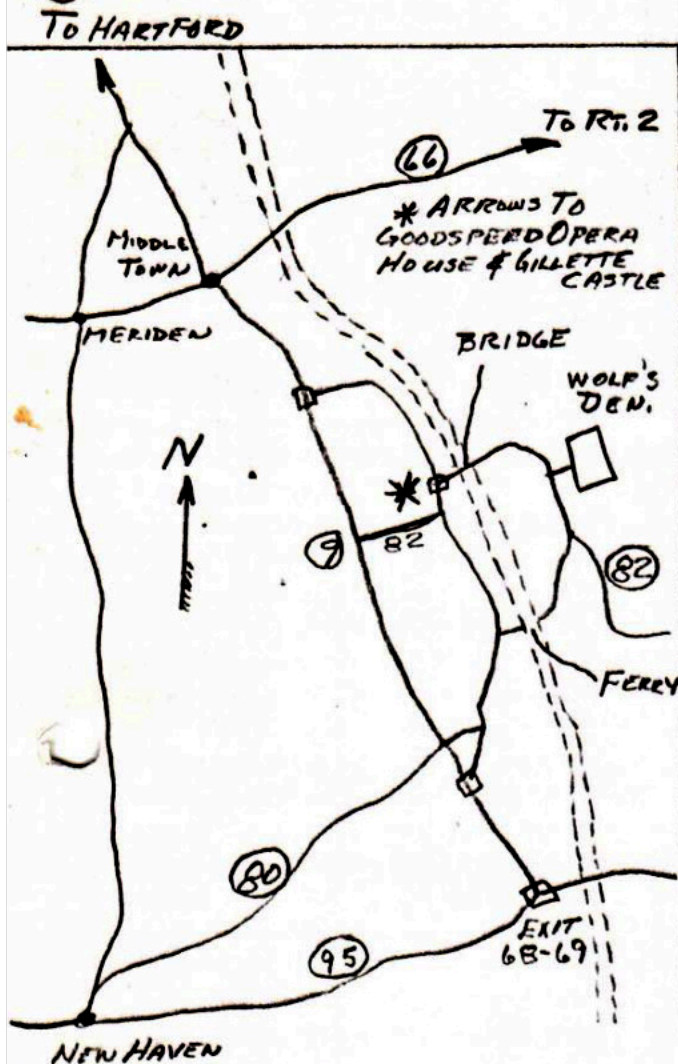 TO HARTFORD
TO RT. 2
66
* ARROWS TO
GOODSPEED OPERA
HOUSE & GILLETTE
CASTLE
MIDDLE
TOWN
MERIDEN
BRIDGE
WOLF'S
DEN.
N
9
82
82
FERRY
80
95
EXIT
68-69
NEW HAVEN